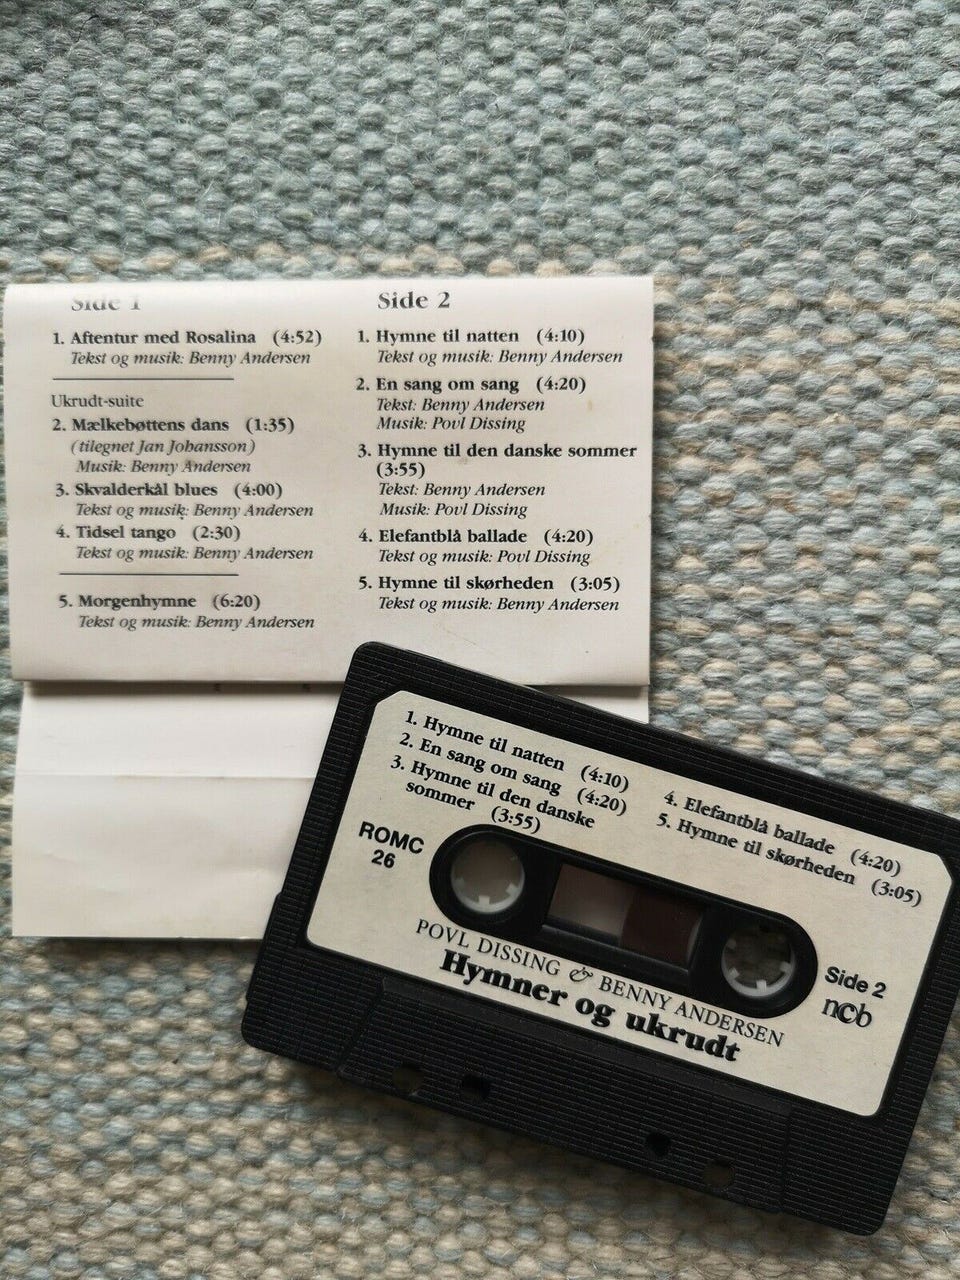 Side 1
1. Aftentur med Rosalina (4:52)
Tekst og musik: Benny Andersen
Ukrudt-suite
2. Mælkebøttens dans (1:35)
(tilegnet Jan Johansson)
Musik: Benny Andersen
3. Skvalderkål blues (4:00)
Tekst og musik: Benny Andersen
4. Tidsel tango (2:30)
Tekst og musik: Benny Andersen
5. Morgenhymne (6:20)
Tekst og musik: Benny Andersen
Side 2
1. Hymne til natten (4:10)
Tekst og musik: Benny Andersen
2. En sang om sang (4:20)
Tekst: Benny Andersen
Musik: Povl Dissing
3. Hymne til den danske sommer
(3:55)
Tekst: Benny Andersen
Musik: Povl Dissing
4. Elefantblå ballade (4:20)
Tekst og musik: Povl Dissing
5. Hymne til skørheden (3:05)
Tekst og musik: Benny Andersen
1. Hymne til natten (4:10)
2. En sang om sang (4:20)
3. Hymne til den danske
sommer (3:55)
4. Elefantblå ballade (4:20)
5. Hymne til skørheden (3:05)
ROMC
26
POVL DISSING & BENNY ANDERSEN
Hymner og ukrudt
Side 2
ncb